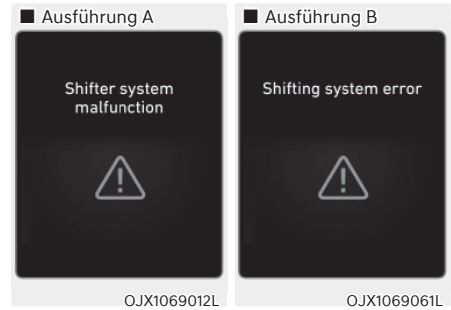 ■ Ausführung A
Shifter system
malfunction
OJX1069012L
■ Ausführung B
Shifting system error
OJX1069061L